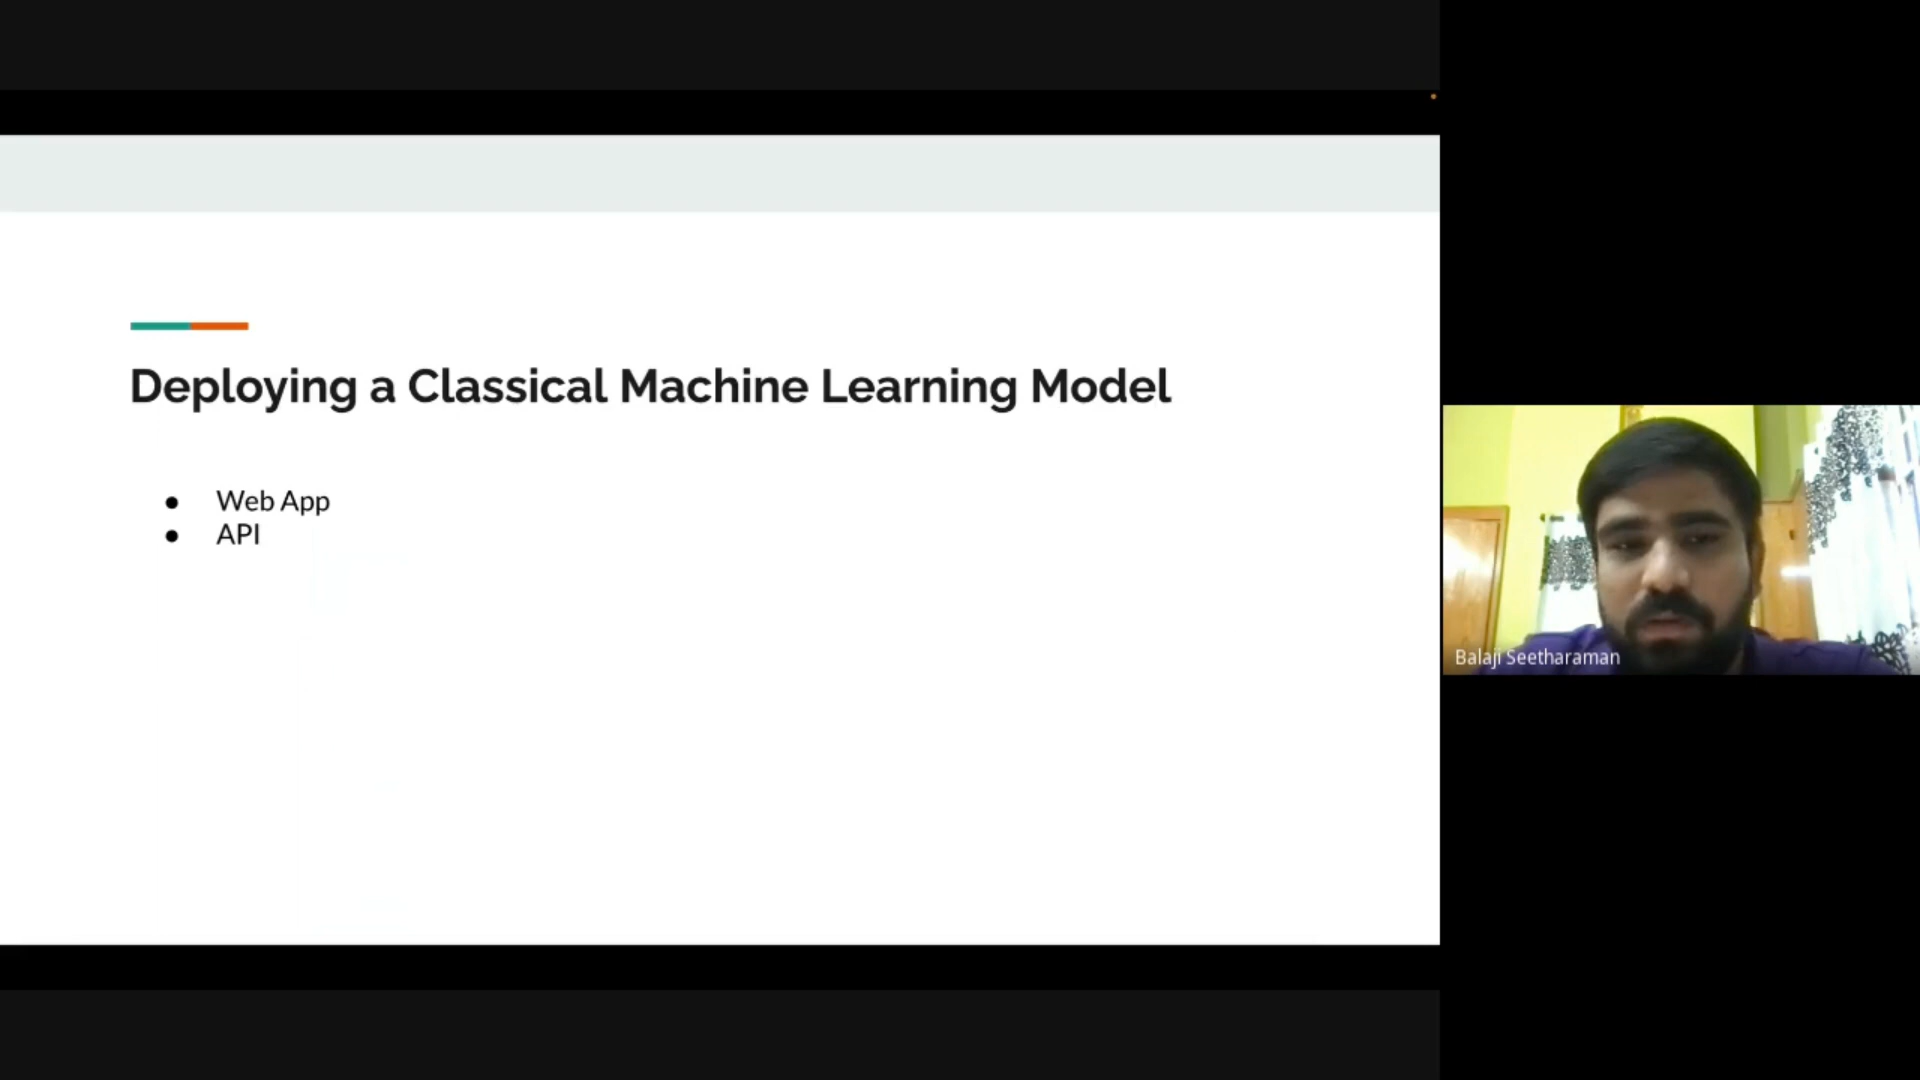 Deploying a Classical Machine Learning Model
● Web App
● API
Balaji Seetharaman